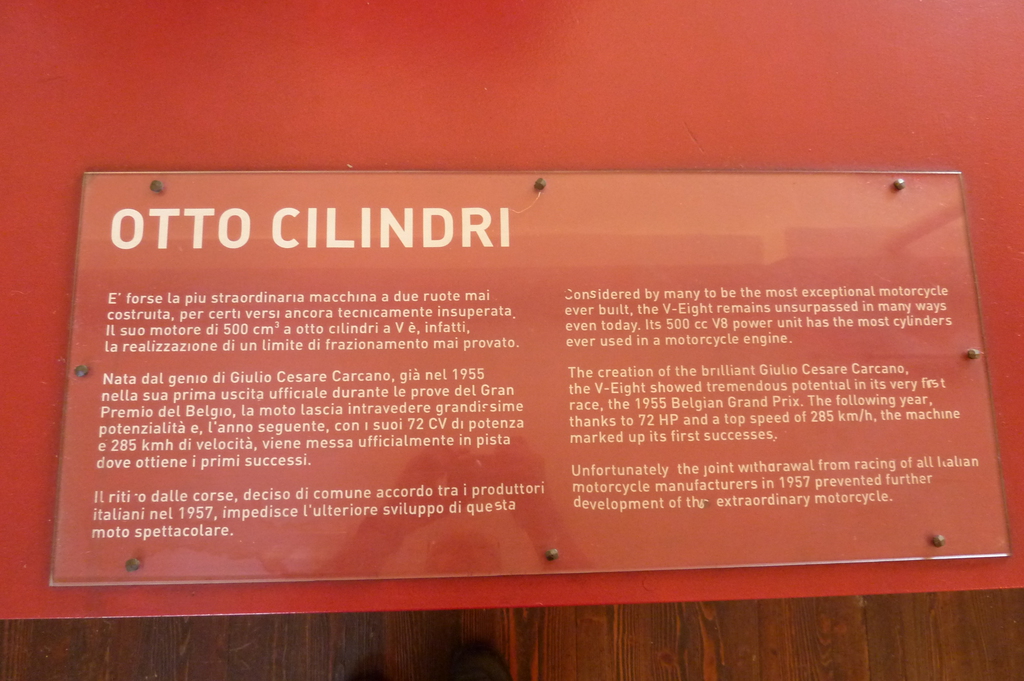 OTTO CILINDRI
E' forse la più straordinaria macchina a due ruote mai
costruita, per certi versi ancora tecnicamente insuperata.
Il suo motore di 500 cm³ a otto cilindri a V è, infatti,
la realizzazione di un limite di frazionamento mai provato.
Nata dal genio di Giulio Cesare Carcano, già nel 1955
nella sua prima uscita ufficiale durante le prove del Gran
Premio del Belgio, la moto lascia intravedere grandissime
potenzialità e, l'anno seguente, con i suoi 72 CV di potenza
e 285 kmh di velocità, viene messa ufficialmente in pista
dove ottiene i primi successi.
Il ritiro dalle corse, deciso di comune accordo tra i produttori
italiani nel 1957, impedisce l'ulteriore sviluppo di questa
moto spettacolare.
Considered by many to be the most exceptional motorcycle
ever built, the V-Eight remains unsurpassed in many ways
even today. Its 500 cc V8 power unit has the most cylinders
ever used in a motorcycle engine.
The creation of the brilliant Giulio Cesare Carcano,
the V-Eight showed tremendous potential in its very first
race, the 1955 Belgian Grand Prix. The following year,
thanks to 72 HP and a top speed of 285 km/h, the machine
marked up its first successes.
Unfortunately the joint withdrawal from racing of all Italian
motorcycle manufacturers in 1957 prevented further
development of this extraordinary motorcycle.